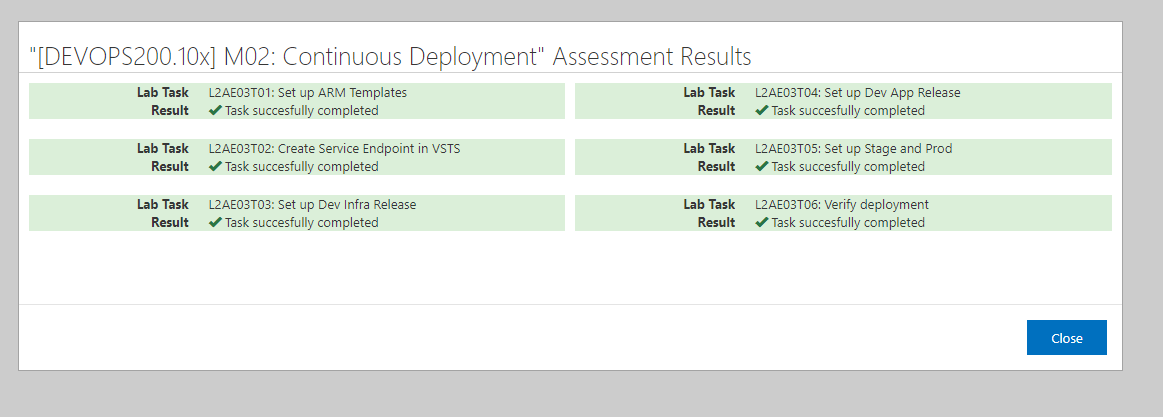 "[DEVOPS200.10x] M02: Continuous Deployment" Assessment Results
Lab Task L2AE03T01: Set up ARM Templates
Result ✔ Task succesfully completed
Lab Task L2AE03T02: Create Service Endpoint in VSTS
Result ✔ Task succesfully completed
Lab Task L2AE03T03: Set up Dev Infra Release
Result ✔ Task succesfully completed
Lab Task L2AE03T04: Set up Dev App Release
Result ✔ Task succesfully completed
Lab Task L2AE03T05: Set up Stage and Prod
Result ✔ Task succesfully completed
Lab Task L2AE03T06: Verify deployment
Result ✔ Task succesfully completed
Close